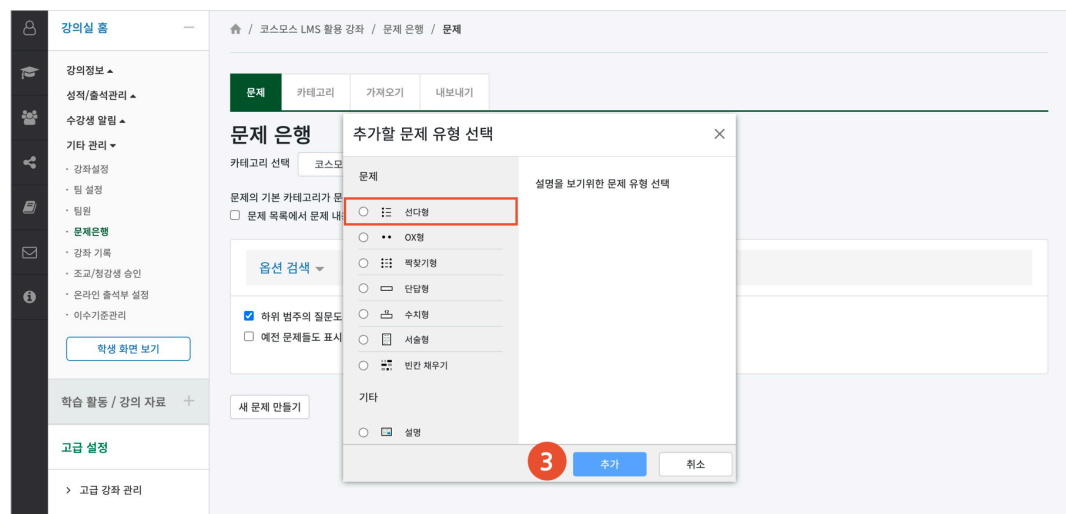 강의실 홈
강의정보
성적/출석관리
수강생 알림
기타 관리
· 강좌설정
· 팀 설정
· 팀원
· 문제은행
· 강좌 기록
· 조교/청강생 승인
· 온라인 출석부 설정
· 이수기준관리
학생 화면 보기
학습 활동 / 강의 자료
고급 설정
> 고급 강좌 관리
/ 코스모스 LMS 활용 강좌 / 문제 은행 / 문제
문제 카테고리 가져오기 내보내기
문제 은행
카테고리 선택 코스모
문제의 기본 카테고리가 문
문제 목록에서 문제 내
옵션 검색
하위 범주의 질문도
예전 문제들도 표시
새 문제 만들기
추가할 문제 유형 선택
문제
선다형
OX형
짝찾기형
단답형
수치형
서술형
빈칸 채우기
기타
설명
설명을 보기위한 문제 유형 선택
3 추가 취소